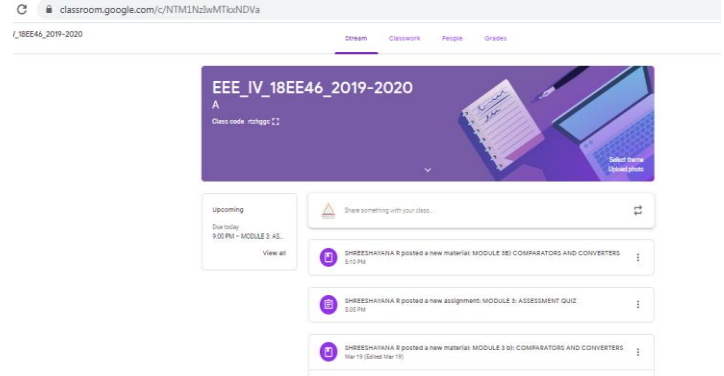 classroom.google.com/c/NTM1NzIwMTkxNDVa
/_18EE46_2019-2020
Stream Classwork People Grades
EEE_IV_18EE46_2019-2020
A
Class code rtzhggc
Select theme
Upload photo
Upcoming
Due today
9:00 PM – MODULE 3: AS...
View all
Share something with your class...
SHREESHAYANA R posted a new material: MODULE 3B) COMPARATORS AND CONVERTERS
5:10 PM
SHREESHAYANA R posted a new assignment: MODULE 3: ASSESSMENT QUIZ
5:05 PM
SHREESHAYANA R posted a new material: MODULE 3 b): COMPARATORS AND CONVERTERS
Mar 19 (Edited Mar 19)